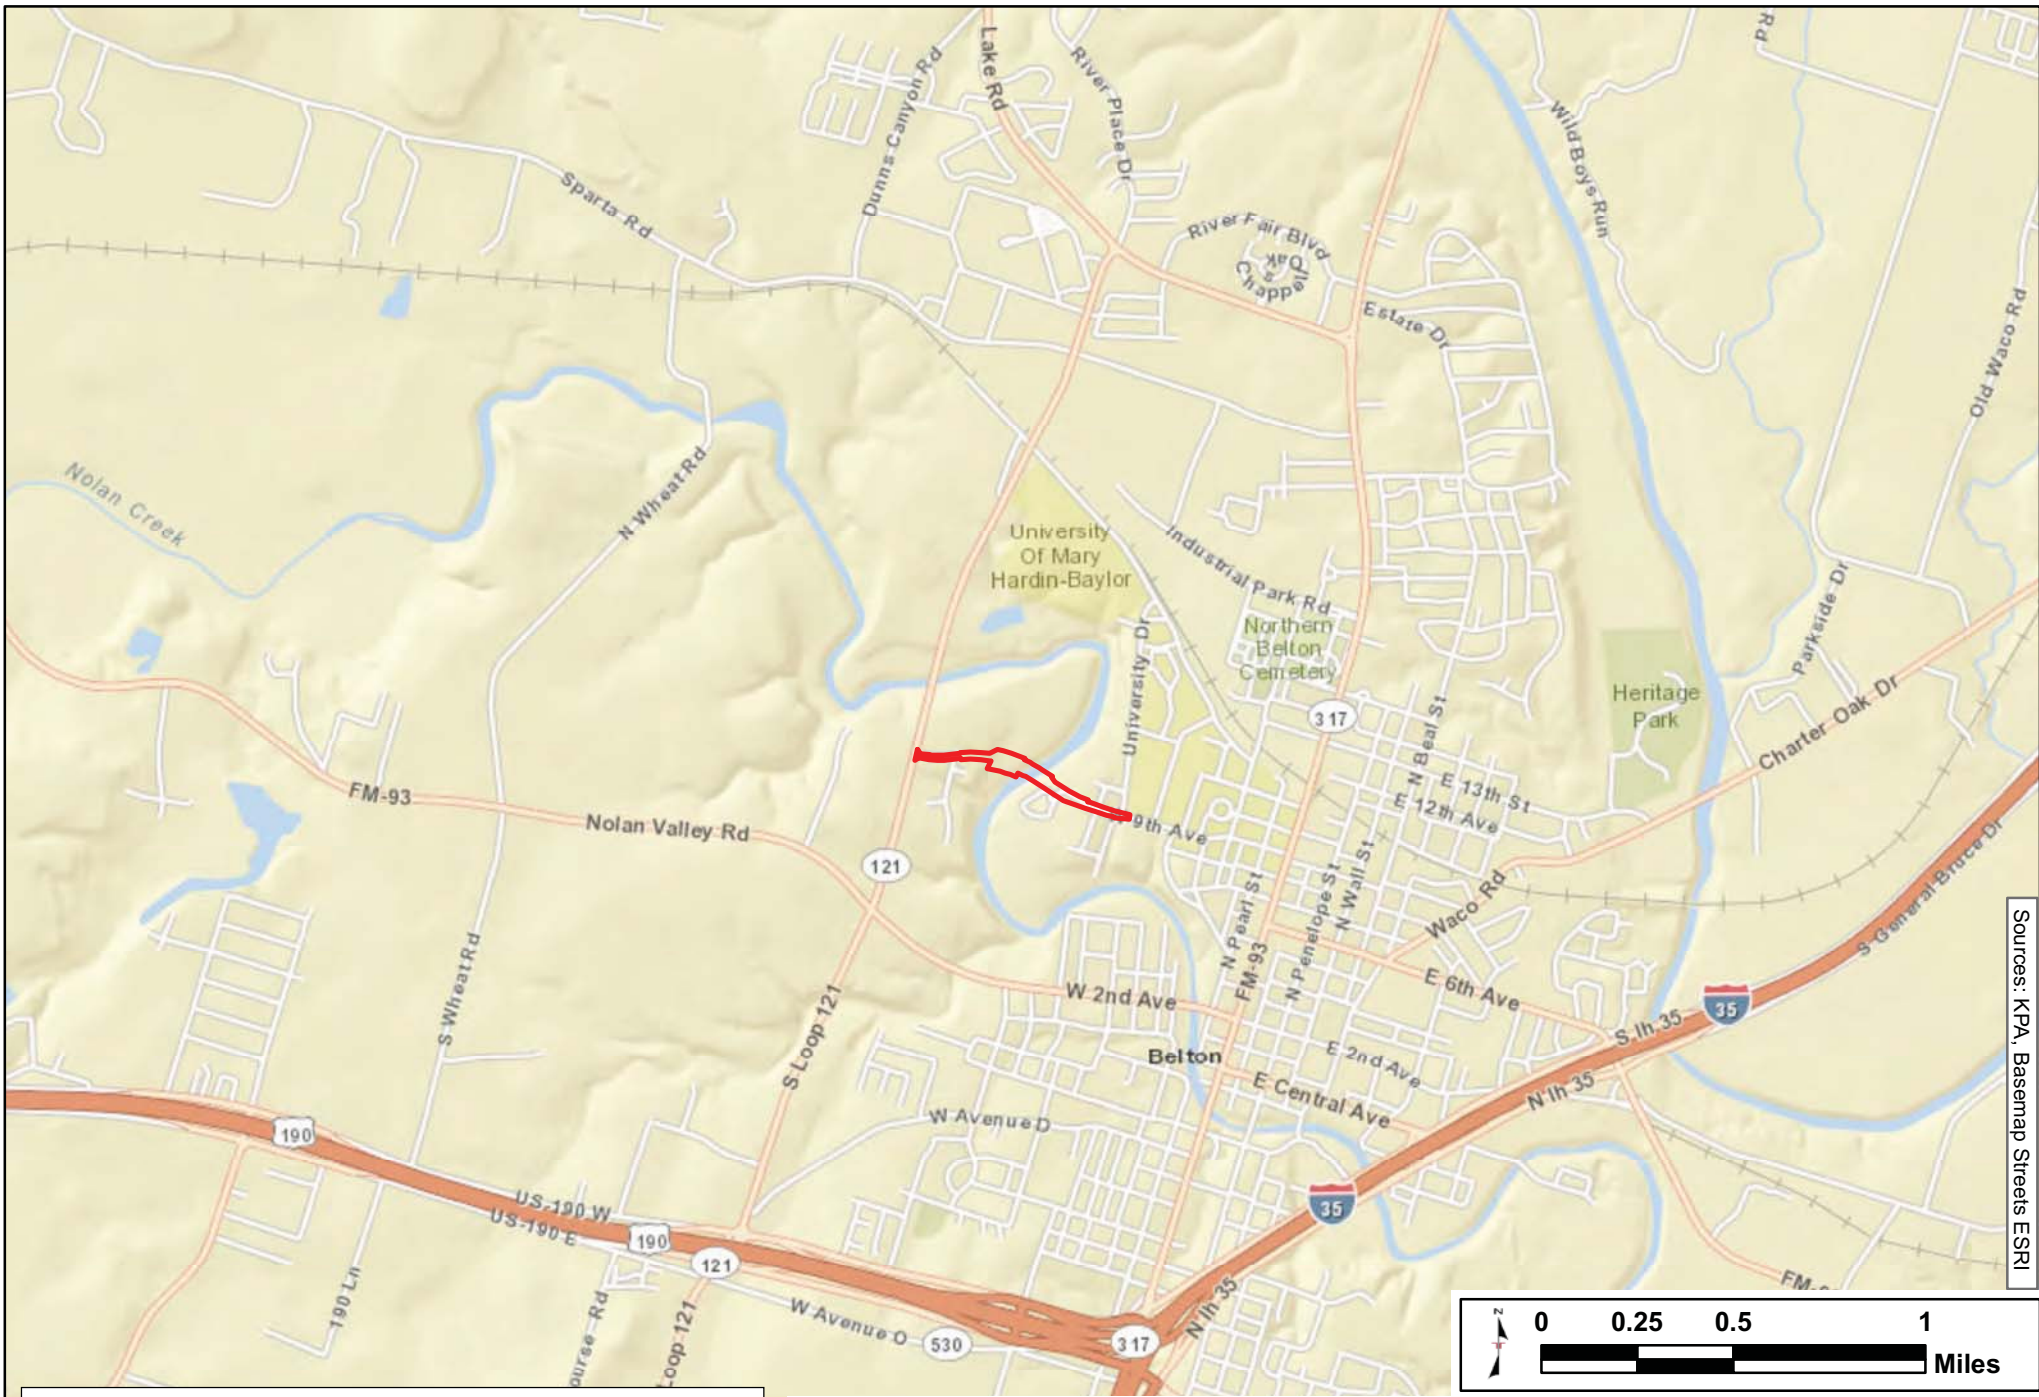 Lake Rd
River Place Dr
Dunns Canyon Rd
Rd
Wild Boys Run
Sparta Rd
River Fair Blvd
Chappell
Oak
s
Estate Dr
Old Waco Rd
Nolan Creek
N Wheat Rd
University
Of Mary
Hardin-Baylor
Industrial Park Rd
Northern
Belton
Cemetery
University Dr
Parkside Dr
Heritage
Park
Charter Oak Dr
317
N Beal St
E 13th St
E 12th Ave
FM-93
Nolan Valley Rd
9th Ave
121
N Pearl St
N Penelope St
N Wall St
Waco Rd
S General Bruce Dr
S Wheat Rd
FM-93
E 6th Ave
W 2nd Ave
S Loop 121
35
S Ih 35
Belton
E 2nd Ave
E Central Ave
N Ih 35
W Avenue D
190
US-190 W
US-190 E
190
121
35
190 Ln
ourse Rd
Loop 121
W Avenue O
530
317
N Ih 35
Sources: KPA, Basemap Streets ESRI
z
0 0.25 0.5 1
Miles